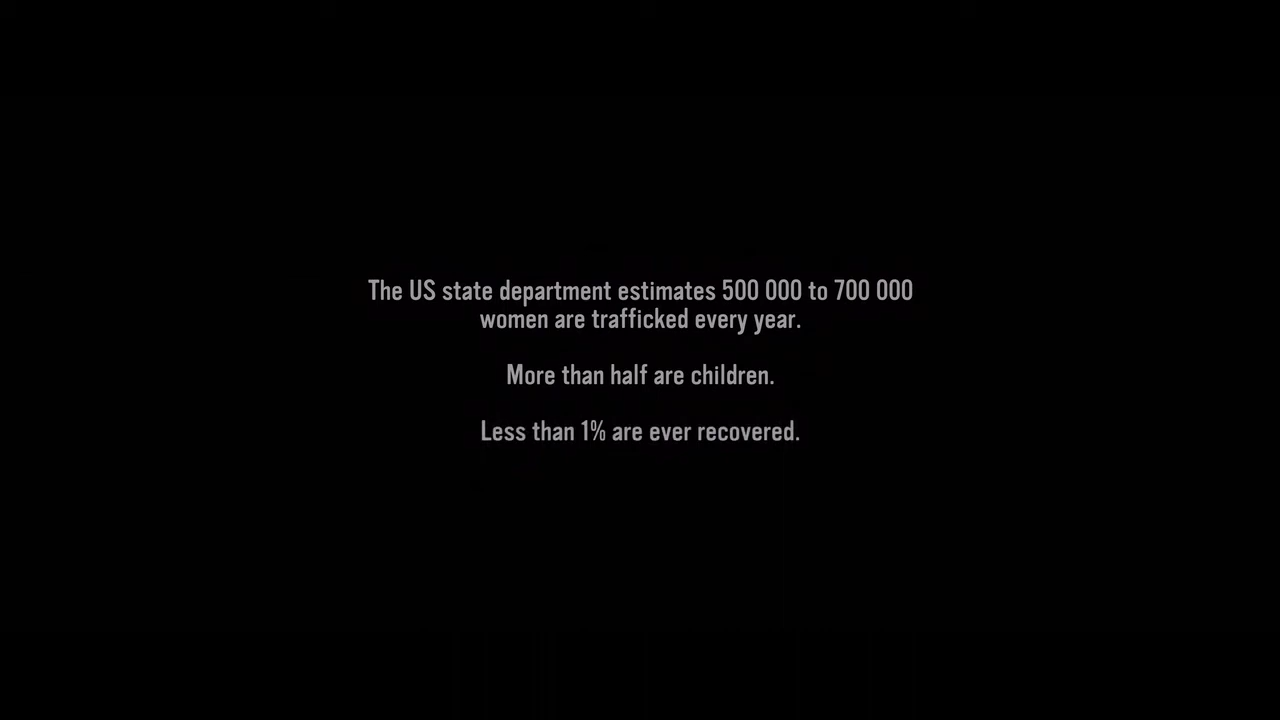 The US state department estimates 500 000 to 700 000
women are trafficked every year.
More than half are children.
Less than 1% are ever recovered.